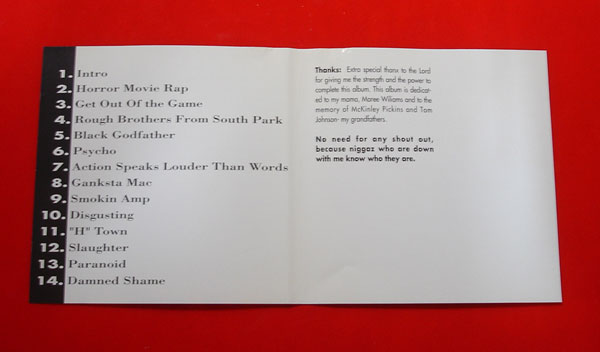 1. Intro
2. Horror Movie Rap
3. Get Out Of the Game
4. Rough Brothers From South Park
5. Black Godfather
6. Psycho
7. Action Speaks Louder Than Words
8. Ganksta Mac
9. Smokin Amp
10. Disgusting
11. "H" Town
12. Slaughter
13. Paranoid
14. Damned Shame
Thanks: Extra special thanx to the Lord
for giving me the strength and the power to
complete this album. This album is dedicat-
ed to my mama, Maree Wiliams and to the
memory of McKinley Pickins and Tom
Johnson- my grandfathers.
No need for any shout out,
because niggaz who are down
with me know who they are.